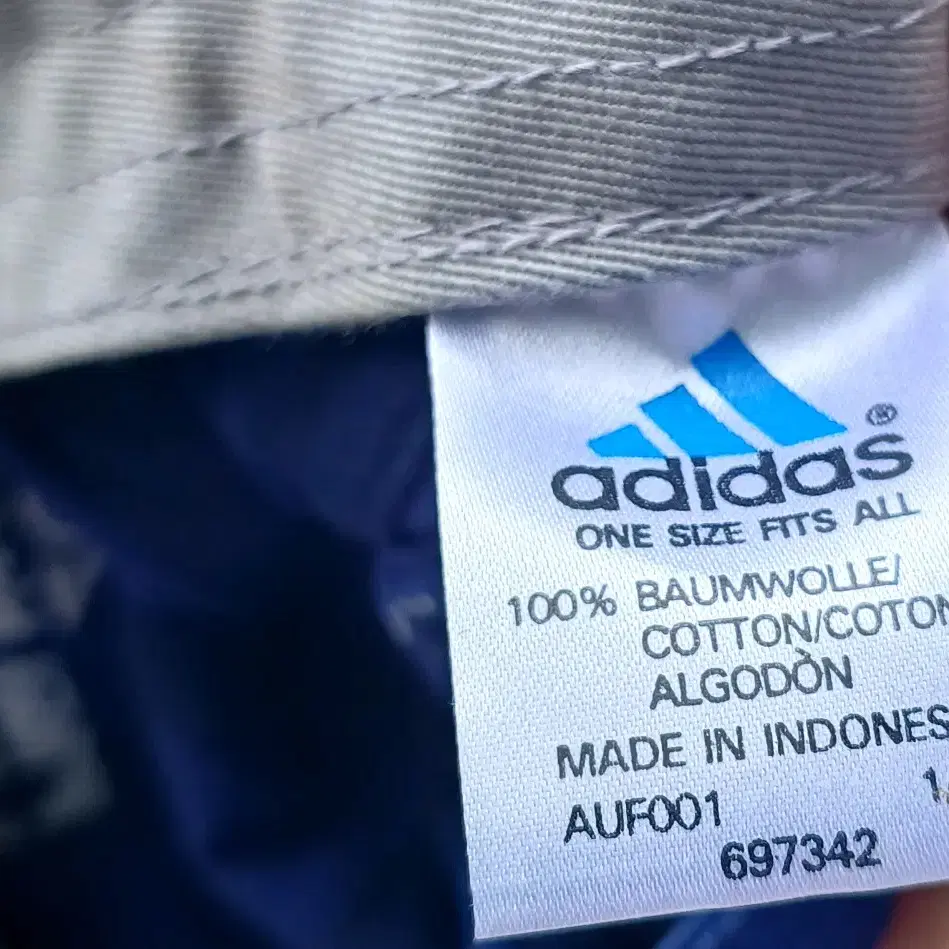 adidas®
ONE SIZE FITS ALL
100% BAUMWOLLE/
COTTON/COTON
ALGODÒN
MADE IN INDONES
AUF001
697342